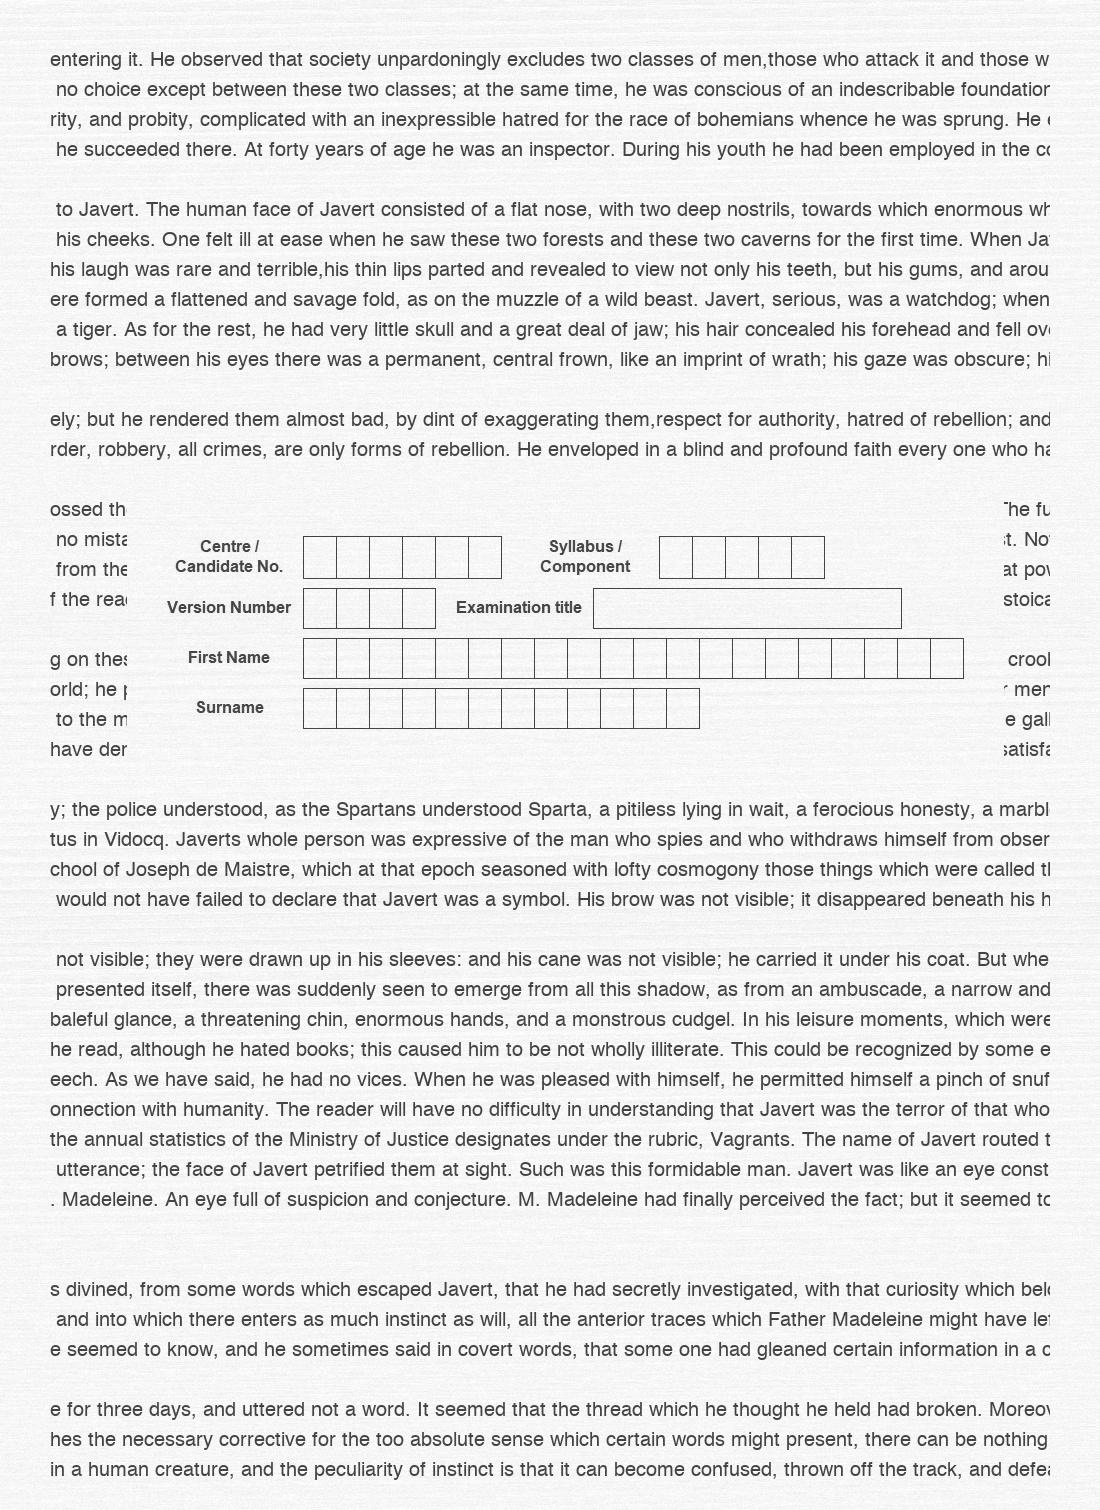 entering it. He observed that society unpardoningly excludes two classes of men,those who attack it and those w
no choice except between these two classes; at the same time, he was conscious of an indescribable foundation
rity, and probity, complicated with an inexpressible hatred for the race of bohemians whence he was sprung. He
he succeeded there. At forty years of age he was an inspector. During his youth he had been employed in the
to Javert. The human face of Javert consisted of a flat nose, with two deep nostrils, towards which enormous wh
his cheeks. One felt ill at ease when he saw these two forests and these two caverns for the first time. When Ja
his laugh was rare and terrible,his thin lips parted and revealed to view not only his teeth, but his gums, and arou
ere formed a flattened and savage fold, as on the muzzle of a wild beast. Javert, serious, was a watchdog; when
a tiger. As for the rest, he had very little skull and a great deal of jaw; his hair concealed his forehead and fell ov
brows; between his eyes there was a permanent, central frown, like an imprint of wrath; his gaze was obscure; hi
ely; but he rendered them almost bad, by dint of exaggerating them,respect for authority, hatred of rebellion; and
rder, robbery, all crimes, are only forms of rebellion. He enveloped in a blind and profound faith every one who ha
ossed th The fu
no mista t. No
from the at pov
f the rea stoica
Centre / Candidate No. Syllabus / Component
Version Number Examination title
First Name
Surname
g on thes crool
orld; he men
to the m e gall
have der satisfa
y; the police understood, as the Spartans understood Sparta, a pitiless lying in wait, a ferocious honesty, a marbl
tus in Vidocq. Javerts whole person was expressive of the man who spies and who withdraws himself from obser
chool of Joseph de Maistre, which at that epoch seasoned with lofty cosmogony those things which were called t
would not have failed to declare that Javert was a symbol. His brow was not visible; it disappeared beneath his h
not visible; they were drawn up in his sleeves: and his cane was not visible; he carried it under his coat. But whe
presented itself, there was suddenly seen to emerge from all this shadow, as from an ambuscade, a narrow and
baleful glance, a threatening chin, enormous hands, and a monstrous cudgel. In his leisure moments, which were
he read, although he hated books; this caused him to be not wholly illiterate. This could be recognized by some e
eech. As we have said, he had no vices. When he was pleased with himself, he permitted himself a pinch of snuf
onnection with humanity. The reader will have no difficulty in understanding that Javert was the terror of that who
the annual statistics of the Ministry of Justice designates under the rubric, Vagrants. The name of Javert routed t
utterance; the face of Javert petrified them at sight. Such was this formidable man. Javert was like an eye const
. Madeleine. An eye full of suspicion and conjecture. M. Madeleine had finally perceived the fact; but it seemed to
s divined, from some words which escaped Javert, that he had secretly investigated, with that curiosity which bel
and into which there enters as much instinct as will, all the anterior traces which Father Madeleine might have lef
e seemed to know, and he sometimes said in covert words, that some one had gleaned certain information in a c
e for three days, and uttered not a word. It seemed that the thread which he thought he held had broken. Moreov
hes the necessary corrective for the too absolute sense which certain words might present, there can be nothing
in a human creature, and the peculiarity of instinct is that it can become confused, thrown off the track, and defea